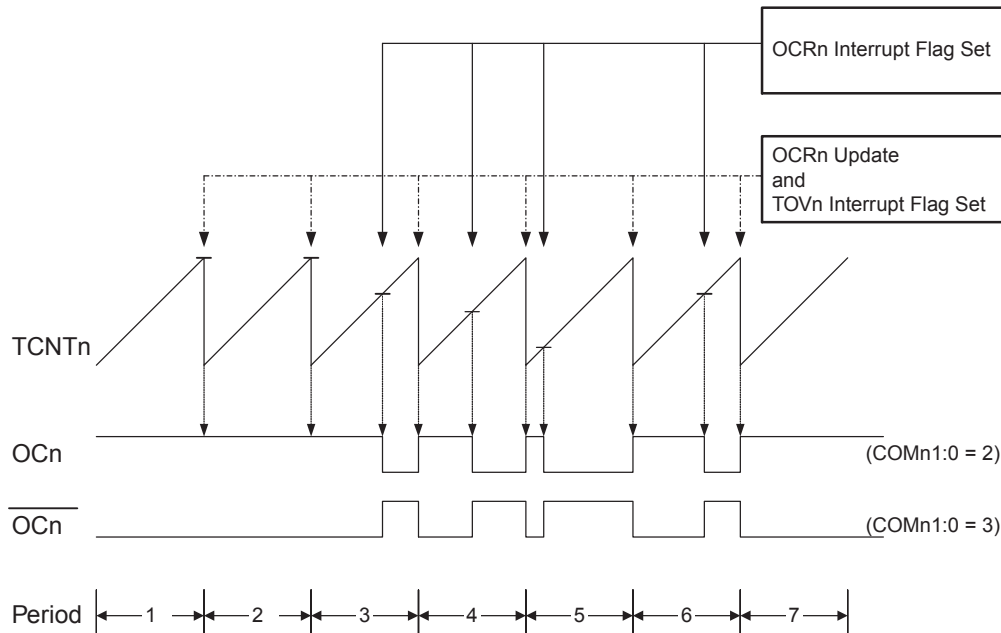 OCRn Interrupt Flag Set
OCRn Update
and
TOVn Interrupt Flag Set
TCNTn
OCn
(COMn1:0 = 2)
OCn
(COMn1:0 = 3)
Period
1
2
3
4
5
6
7